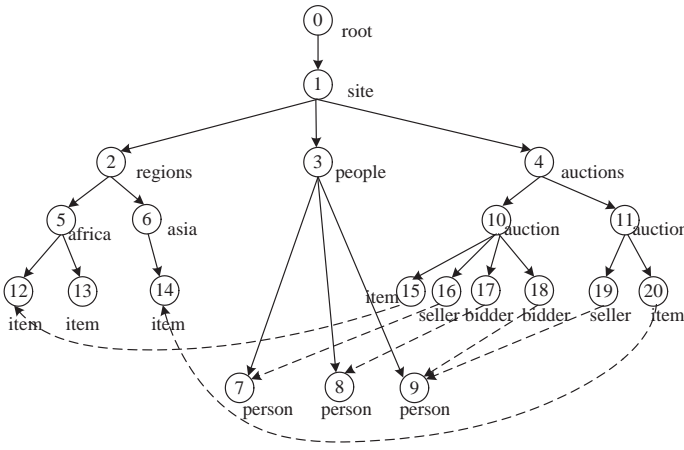 0
root
1
site
2
regions
3
people
4
auctions
5
africa
6
asia
10
auction
11
auction
12
item
13
item
14
item
item
15
16
seller
17
bidder
18
bidder
19
seller
20
item
7
person
8
person
9
person